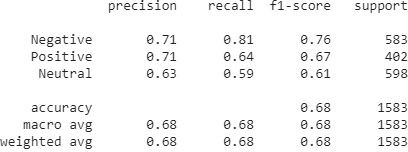 precision recall f1-score support
Negative 0.71 0.81 0.76 583
Positive 0.71 0.64 0.67 402
Neutral 0.63 0.59 0.61 598
accuracy 0.68 1583
macro avg 0.68 0.68 0.68 1583
weighted avg 0.68 0.68 0.68 1583